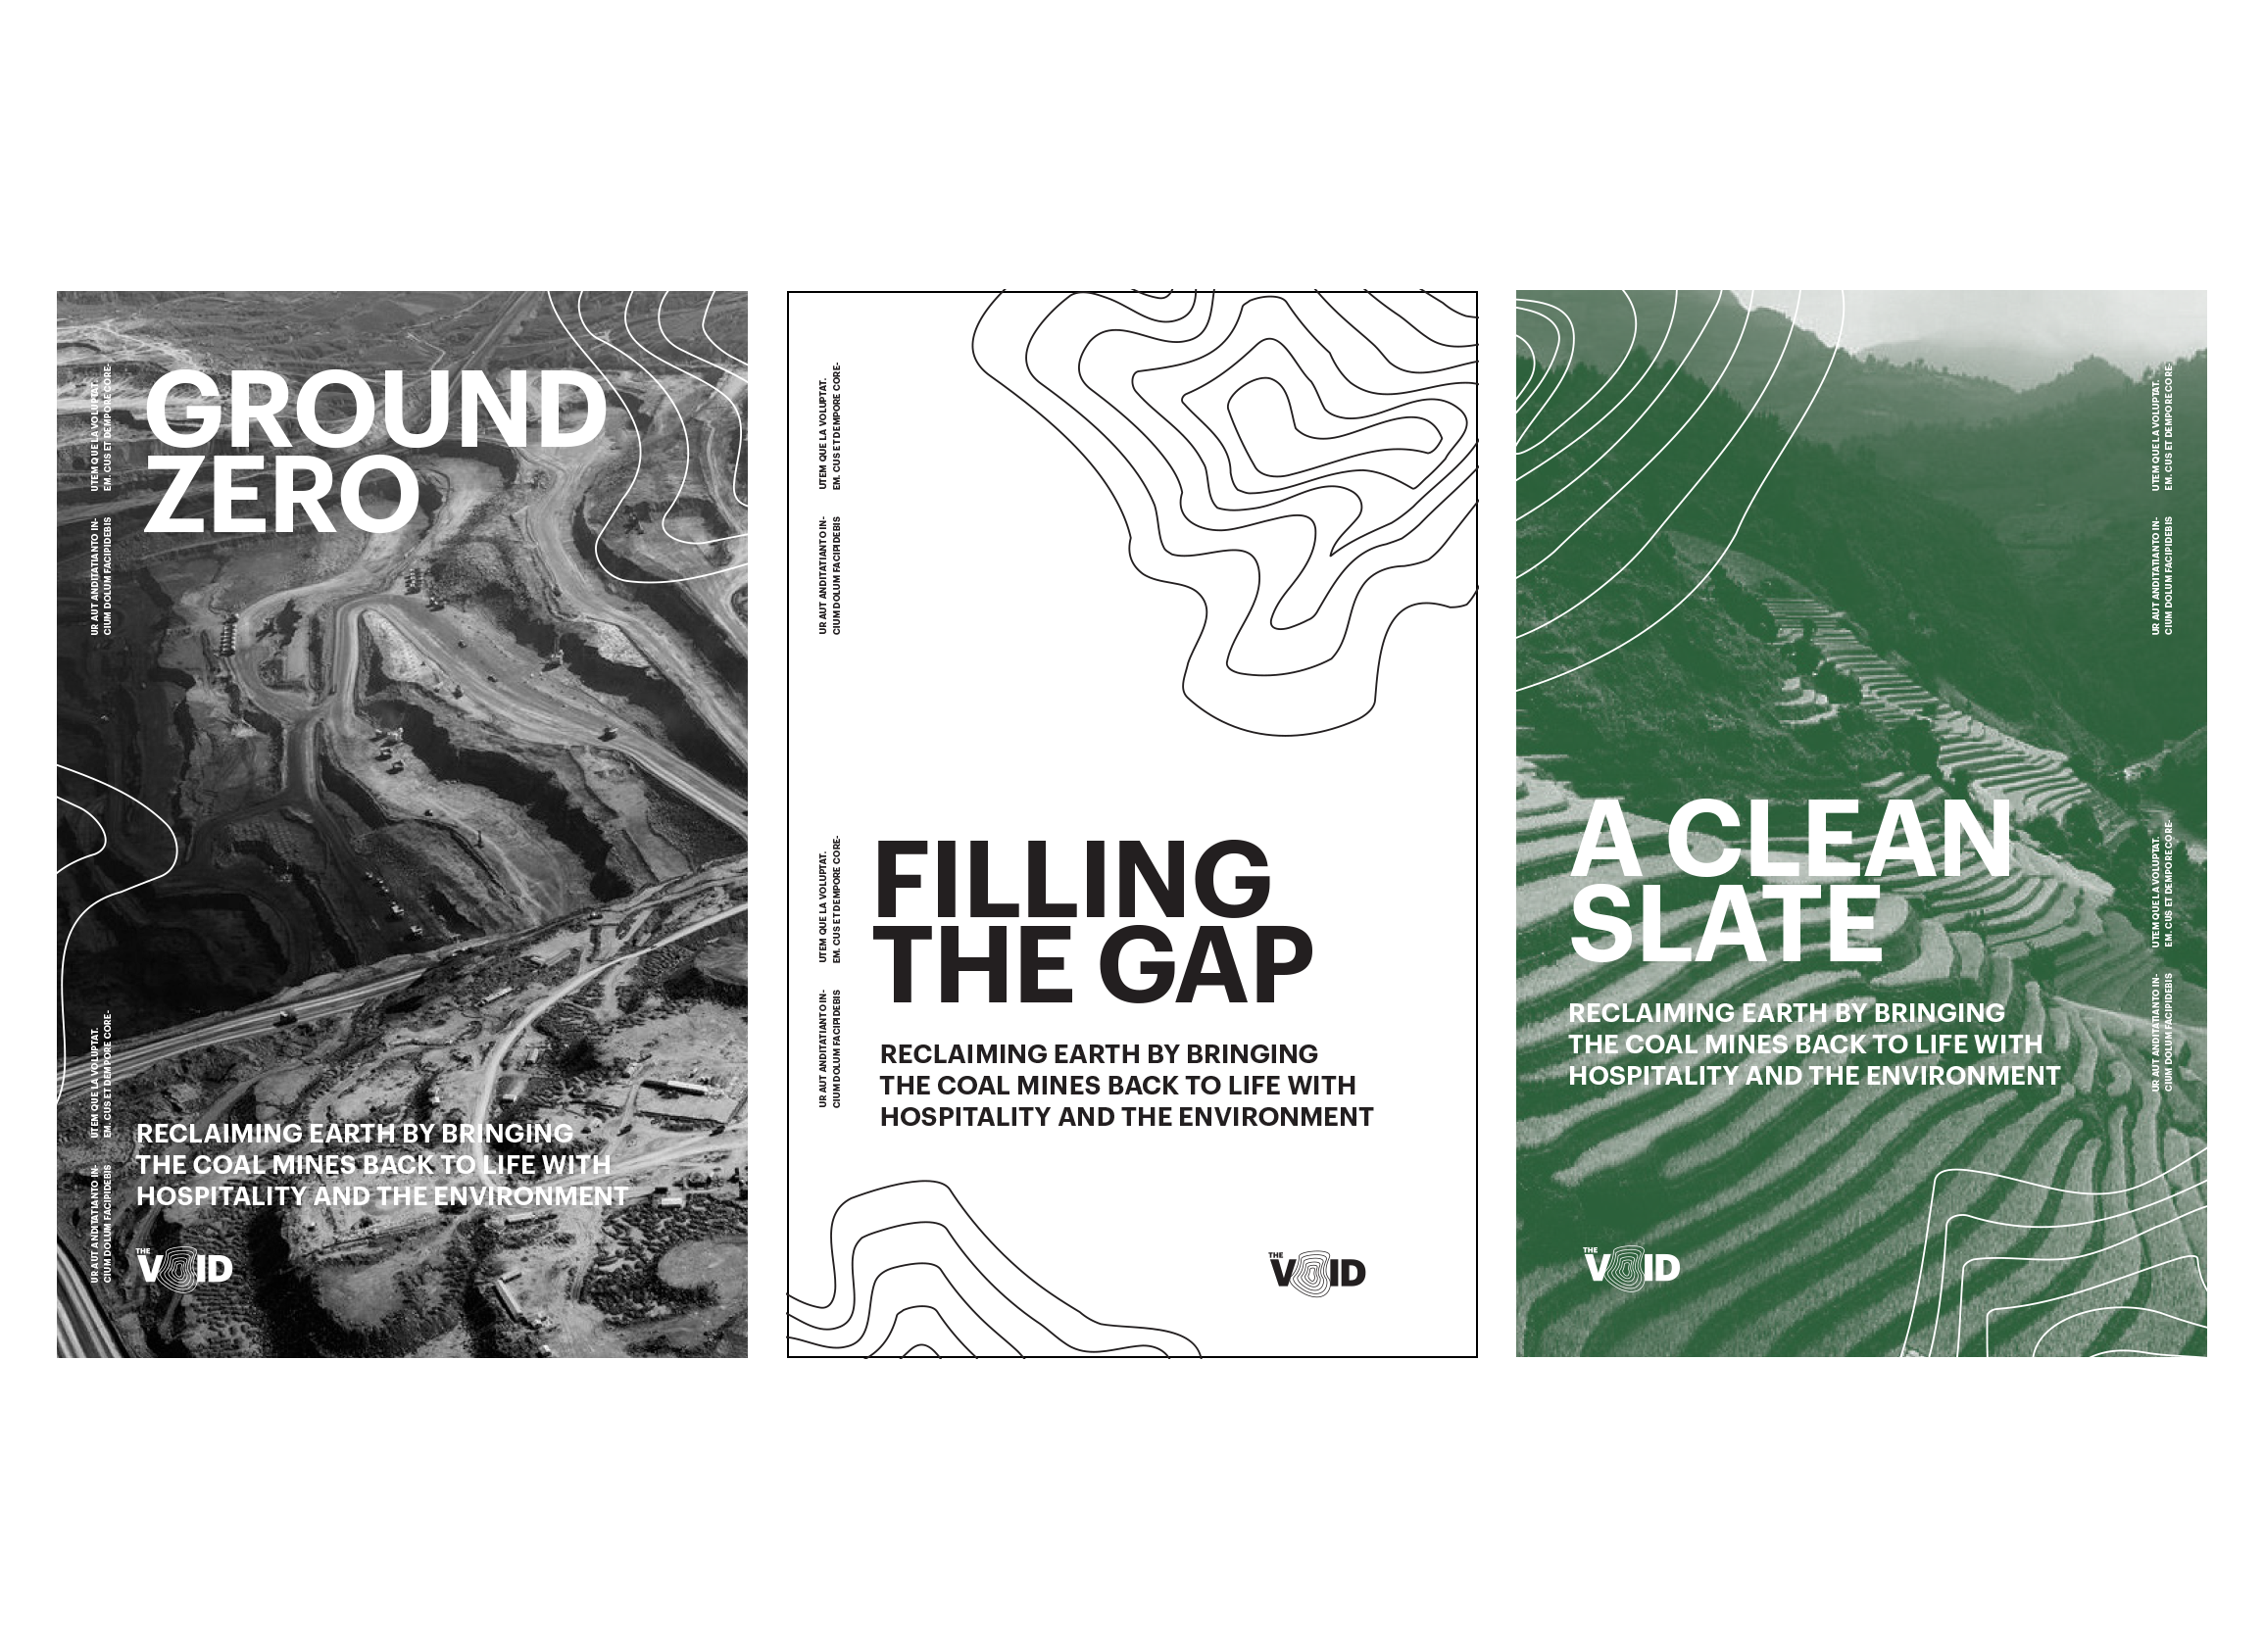 GROUND
ZERO
UTEM QUE LA VOLUPTAT.
EM. CUS ET DEMPORE CORE-
UR AUT ANDITATIANTO IN-
CIUM DOLUM FACIPIDEBIS
UTEM QUE LA VOLUPTAT.
EM. CUS ET DEMPORE CORE-
UR AUT ANDITATIANTO IN-
CIUM DOLUM FACIPIDEBIS
RECLAIMING EARTH BY BRINGING
THE COAL MINES BACK TO LIFE WITH
HOSPITALITY AND THE ENVIRONMENT
THE
VOID
UTEM QUE LA VOLUPTAT.
EM. CUS ET DEMPORE CORE-
UR AUT ANDITATIANTO IN-
CIUM DOLUM FACIPIDEBIS
UTEM QUE LA VOLUPTAT.
EM. CUS ET DEMPORE CORE-
UR AUT ANDITATIANTO IN-
CIUM DOLUM FACIPIDEBIS
FILLING
THE GAP
RECLAIMING EARTH BY BRINGING
THE COAL MINES BACK TO LIFE WITH
HOSPITALITY AND THE ENVIRONMENT
THE
VOID
UTEM QUE LA VOLUPTAT.
EM. CUS ET DEMPORE CORE-
UR AUT ANDITATIANTO IN-
CIUM DOLUM FACIPIDEBIS
A CLEAN
SLATE
UTEM QUE LA VOLUPTAT.
EM. CUS ET DEMPORE CORE-
UR AUT ANDITATIANTO IN-
CIUM DOLUM FACIPIDEBIS
RECLAIMING EARTH BY BRINGING
THE COAL MINES BACK TO LIFE WITH
HOSPITALITY AND THE ENVIRONMENT
THE
VOID